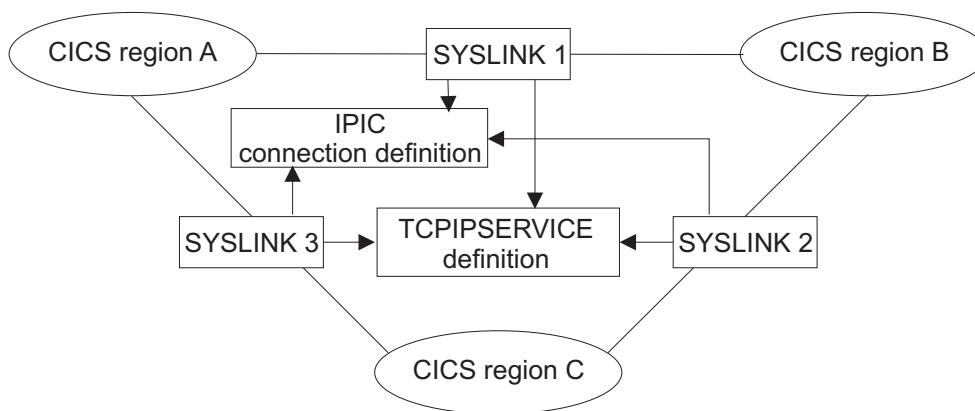 CICS region A
SYSLINK 1
CICS region B
IPIC
connection definition
SYSLINK 3
TCPIPSERVICE
definition
SYSLINK 2
CICS region C